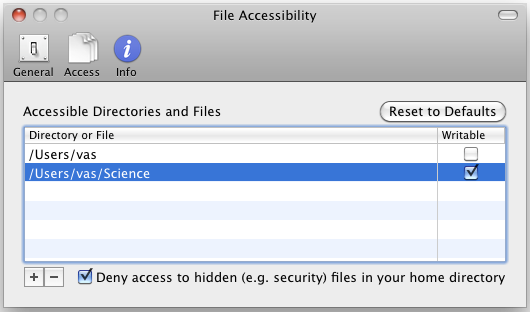 File Accessibility
General Access Info
Accessible Directories and Files Reset to Defaults
Directory or File Writable
/Users/vas
/Users/vas/Science
+ - Deny access to hidden (e.g. security) files in your home directory